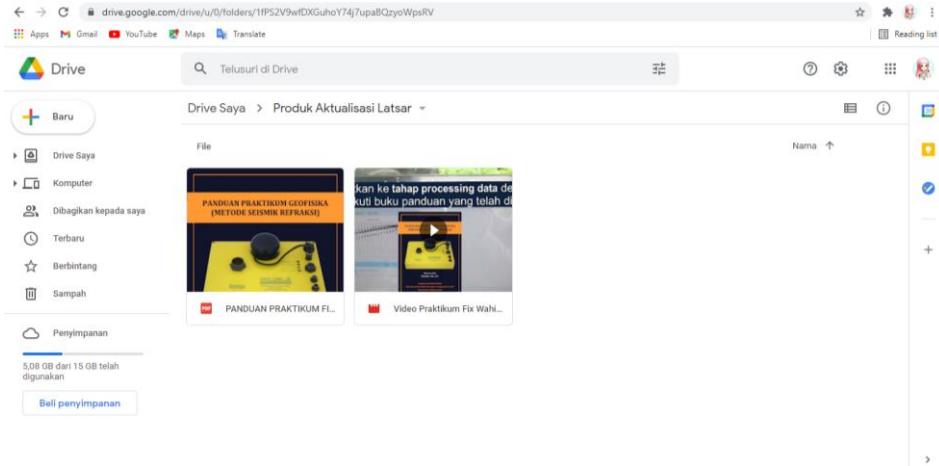 drive.google.com/drive/u/0/folders/1fPS2V9wfDXGuhoY74j7upaBQzyoWpsRV
Apps Gmail YouTube Maps Translate Reading list
Drive
Telusuri di Drive
Baru
Drive Saya > Produk Aktualisasi Latsar
File
Nama
Drive Saya
Komputer
Dibagikan kepada saya
Terbaru
Berbintang
Sampah
Penyimpanan
5,08 GB dari 15 GB telah
digunakan
Beli penyimpanan
PANDUAN PRAKTIKUM GEOFISIKA
(METODE SEISMIK REFRAKSI)
PDF PANDUAN PRAKTIKUM FI...
kan ke tahap processing data de
kuti buku panduan yang telah di
Video Praktikum Fix Wahi...